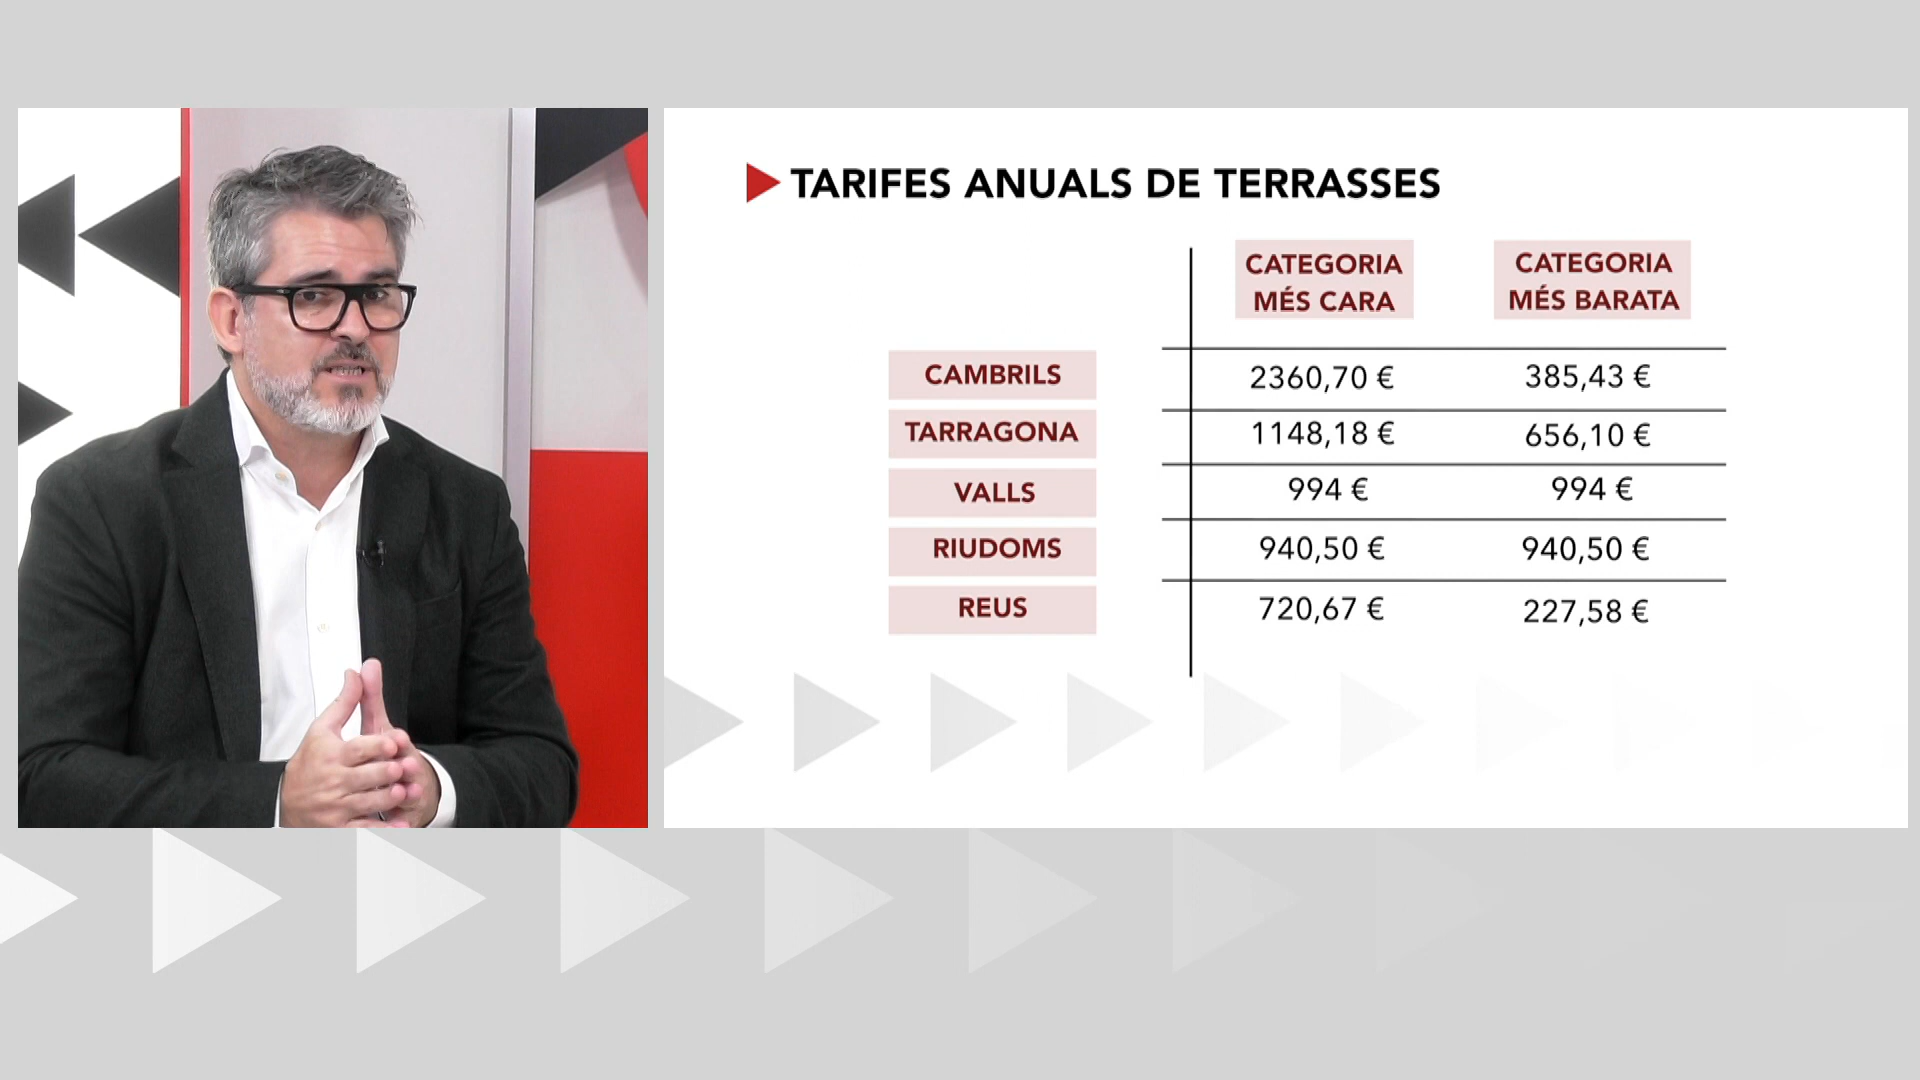 TARIFES ANUALS DE TERRASSES
CATEGORIA
MÉS CARA
CATEGORIA
MÉS BARATA
CAMBRILS 2360,70 € 385,43 €
TARRAGONA 1148,18 € 656,10 €
VALLS 994 € 994 €
RIUDOMS 940,50 € 940,50 €
REUS 720,67 € 227,58 €